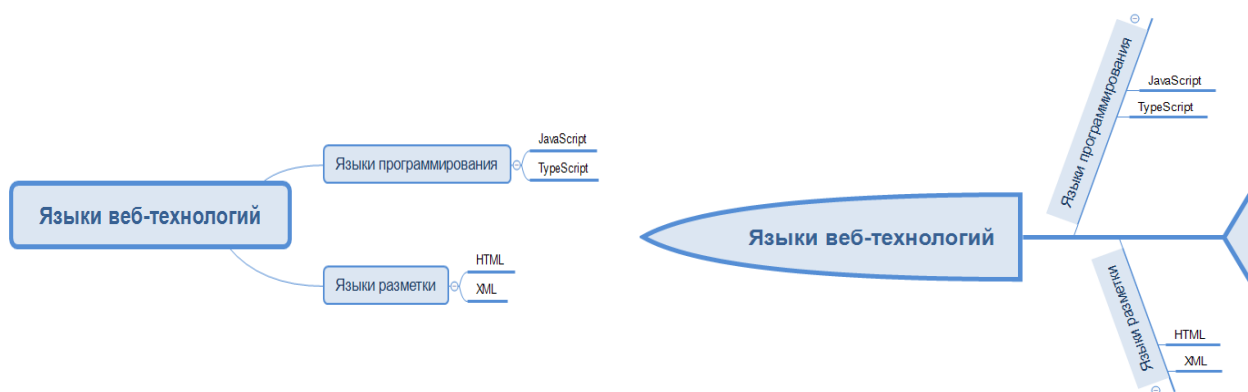 Языки веб-технологий
Языки программирования
JavaScript
TypeScript
Языки разметки
HTML
XML
Языки веб-технологий
Языки программирования
JavaScript
TypeScript
Языки разметки
HTML
XML